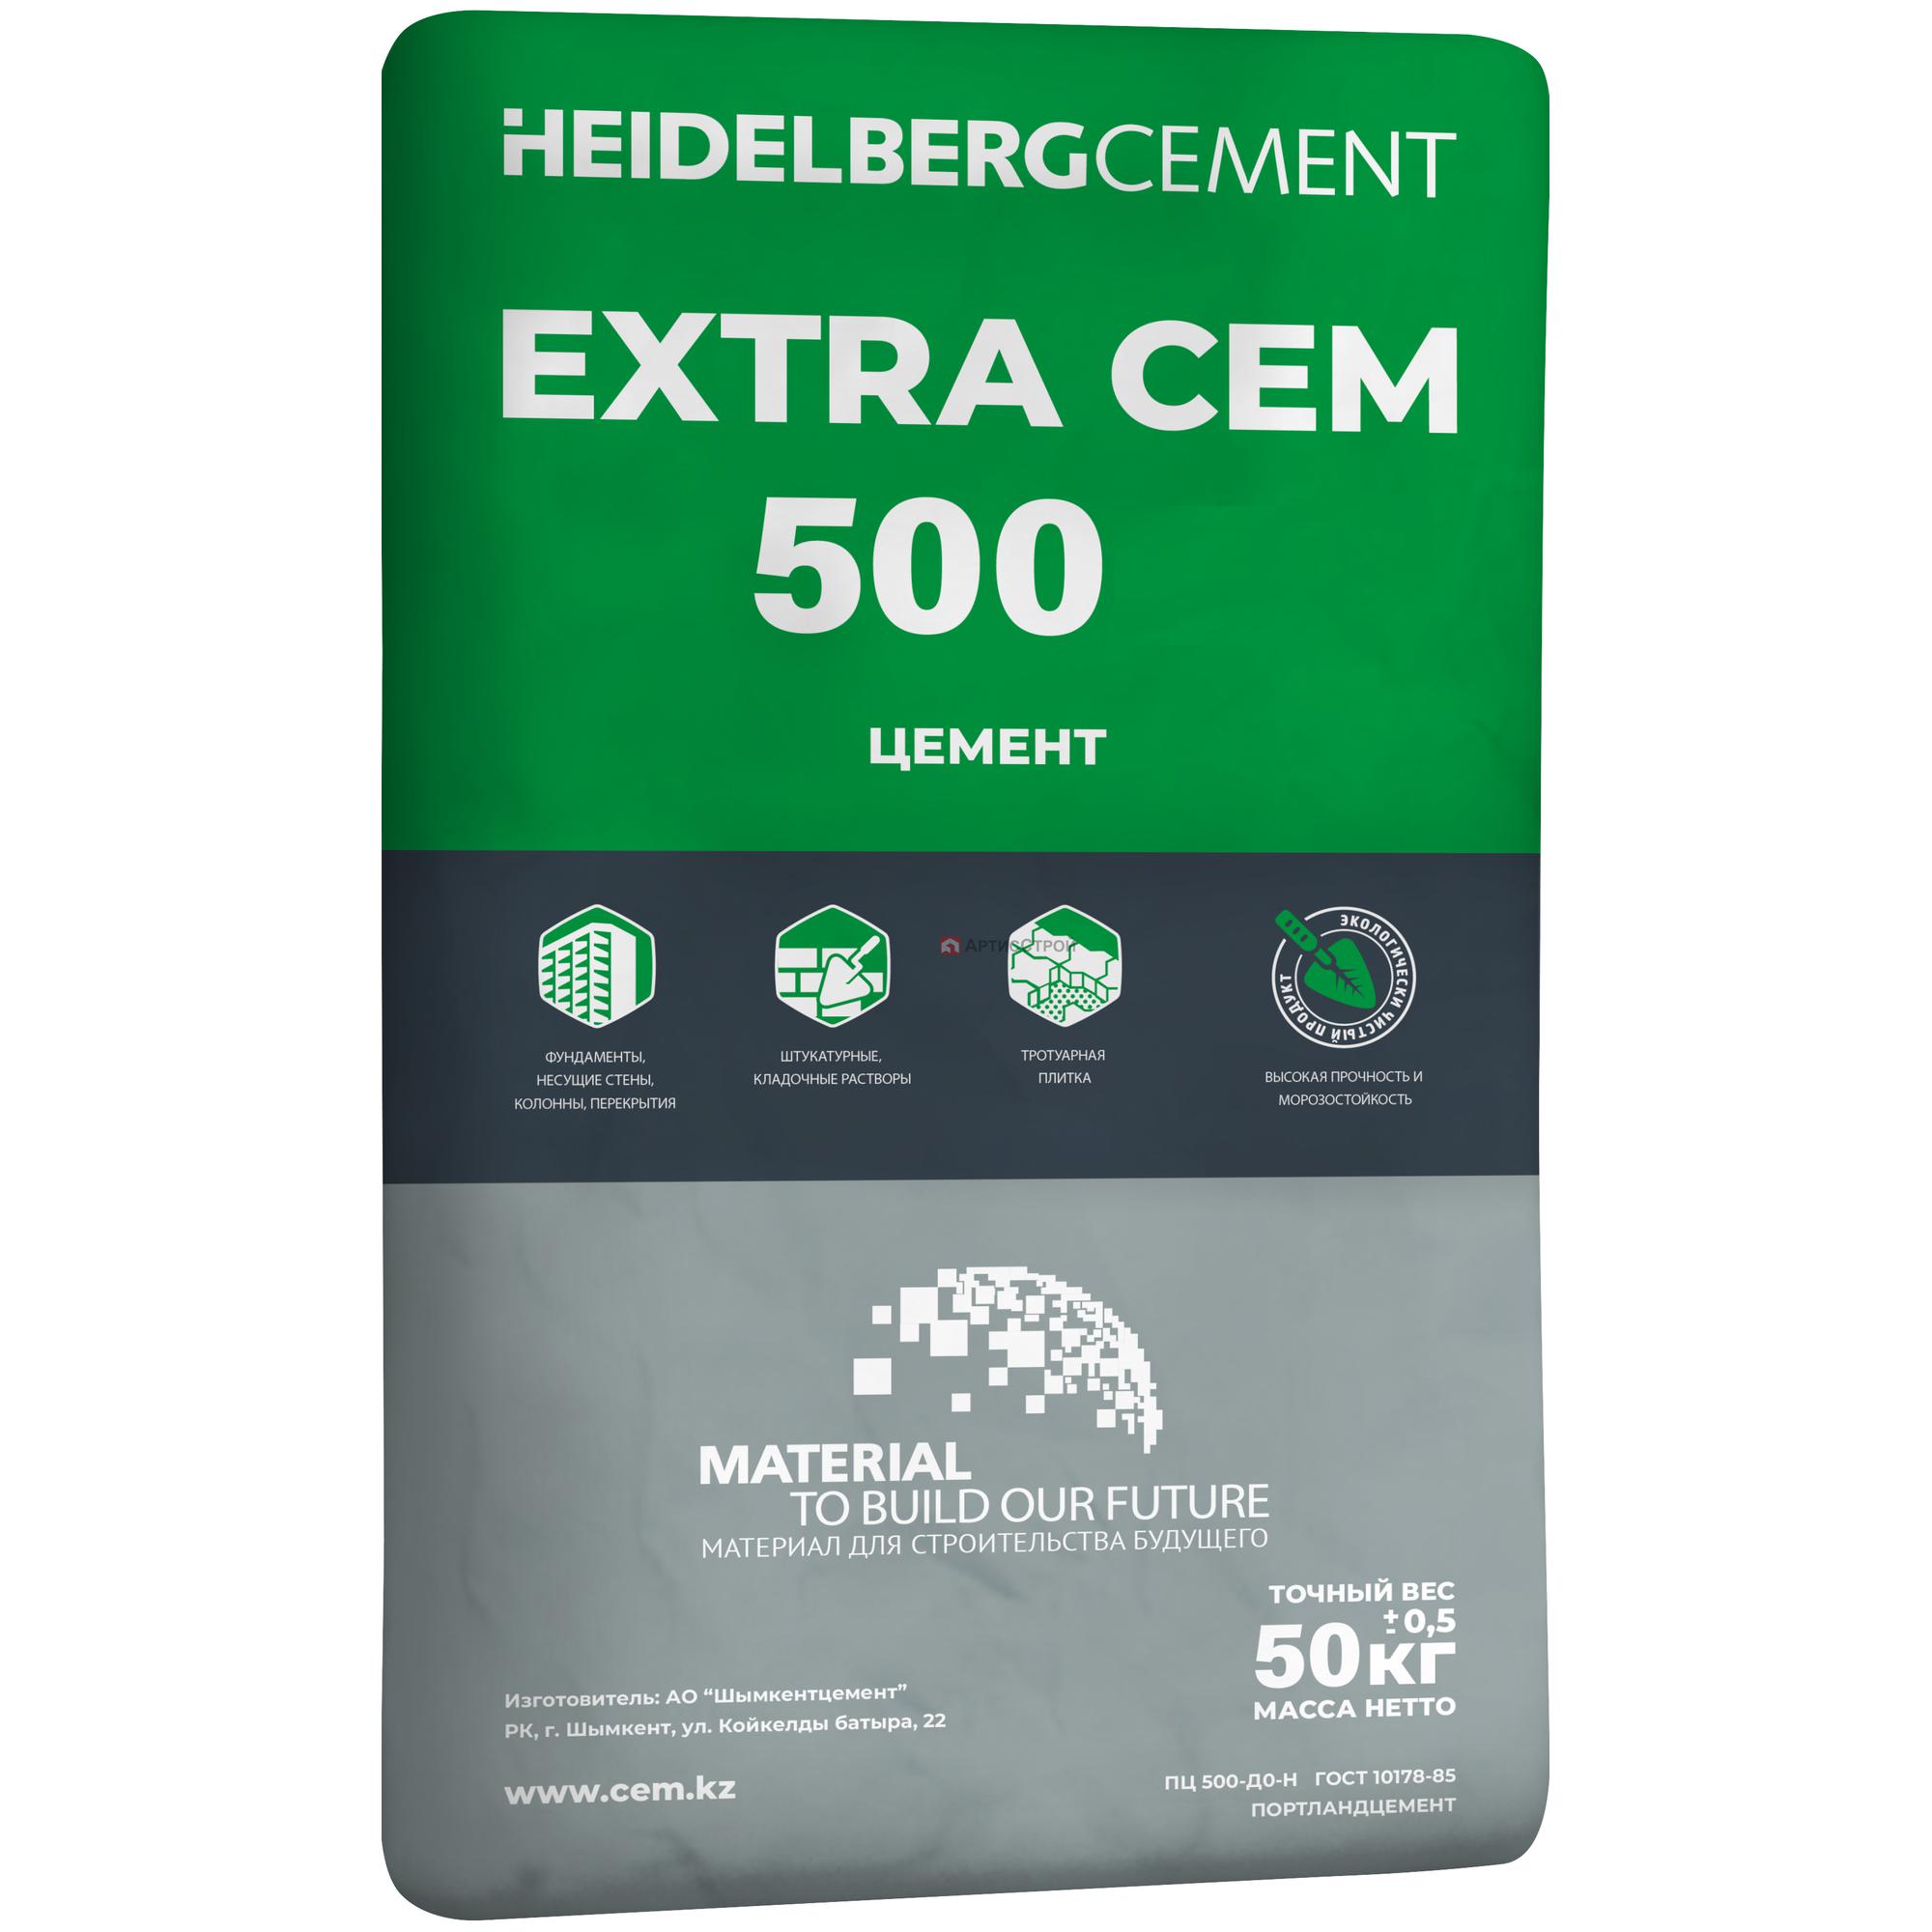 HEIDELBERGCEMENT
EXTRA CEM
500
ЦЕМЕНТ
АртисСтрой
ФУНДАМЕНТЫ,
НЕСУЩИЕ СТЕНЫ,
КОЛОННЫ, ПЕРЕКРЫТИЯ
ШТУКАТУРНЫЕ,
КЛАДОЧНЫЕ РАСТВОРЫ
ТРОТУАРНАЯ
ПЛИТКА
ЭКОЛОГИЧЕСКИ ЧИСТЫЙ ПРОДУКТ
ВЫСОКАЯ ПРОЧНОСТЬ И
МОРОЗОСТОЙКОСТЬ
MATERIAL
TO BUILD OUR FUTURE
МАТЕРИАЛ ДЛЯ СТРОИТЕЛЬСТВА БУДУЩЕГО
ТОЧНЫЙ ВЕС
±0,5
50кг
МАССА НЕТТО
Изготовитель: АО “Шымкентцемент”
РК, г. Шымкент, ул. Койкелды батыра, 22
www.cem.kz
ПЦ 500-Д0-Н ГОСТ 10178-85
ПОРТЛАНДЦЕМЕНТ